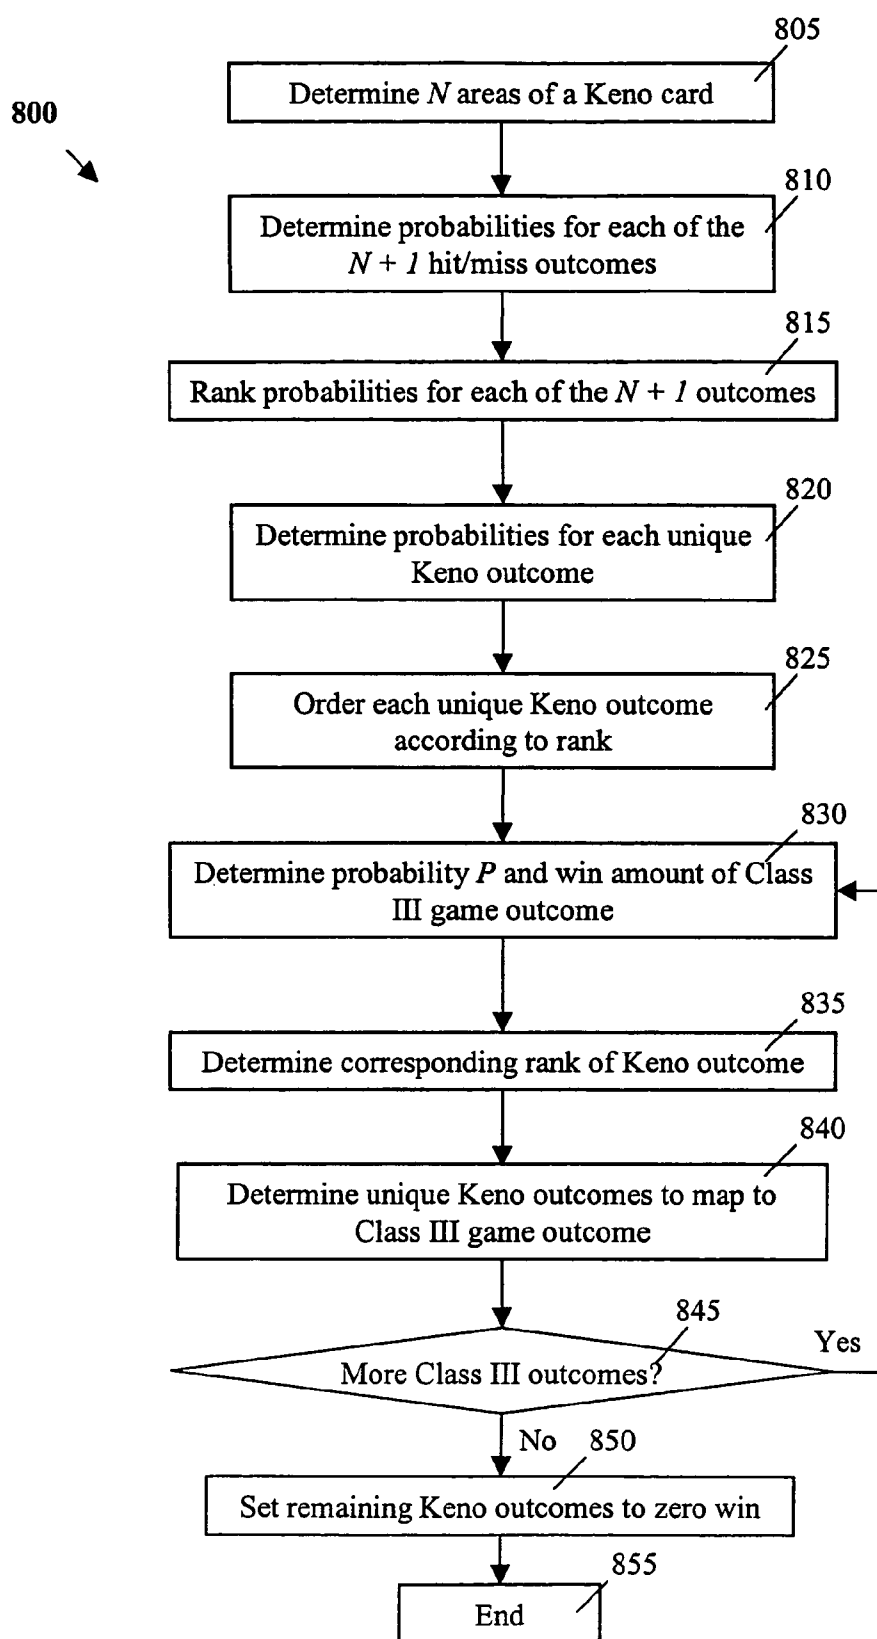 805
Determine N areas of a Keno card
800
810
Determine probabilities for each of the
N + 1 hit/miss outcomes
815
Rank probabilities for each of the N + 1 outcomes
820
Determine probabilities for each unique
Keno outcome
825
Order each unique Keno outcome
according to rank
830
Determine probability P and win amount of Class
III game outcome
835
Determine corresponding rank of Keno outcome
840
Determine unique Keno outcomes to map to
Class III game outcome
845
Yes
More Class III outcomes?
No
850
Set remaining Keno outcomes to zero win
855
End